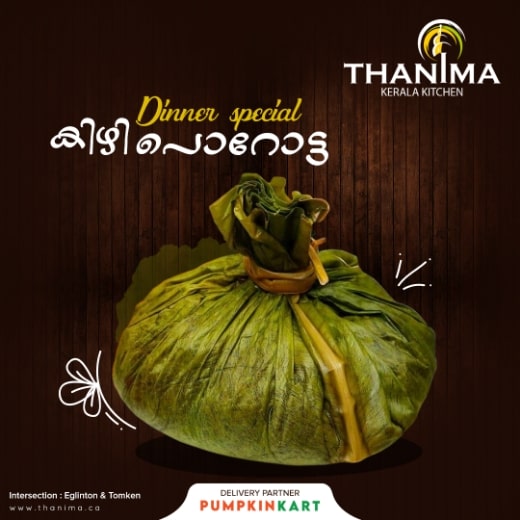 THANIMA
KERALA KITCHEN
Dinner special
കിഴി പൊറോട്ട
Intersection : Eglinton & Tomken
www.thanima.ca
DELIVERY PARTNER
PUMPKINKART